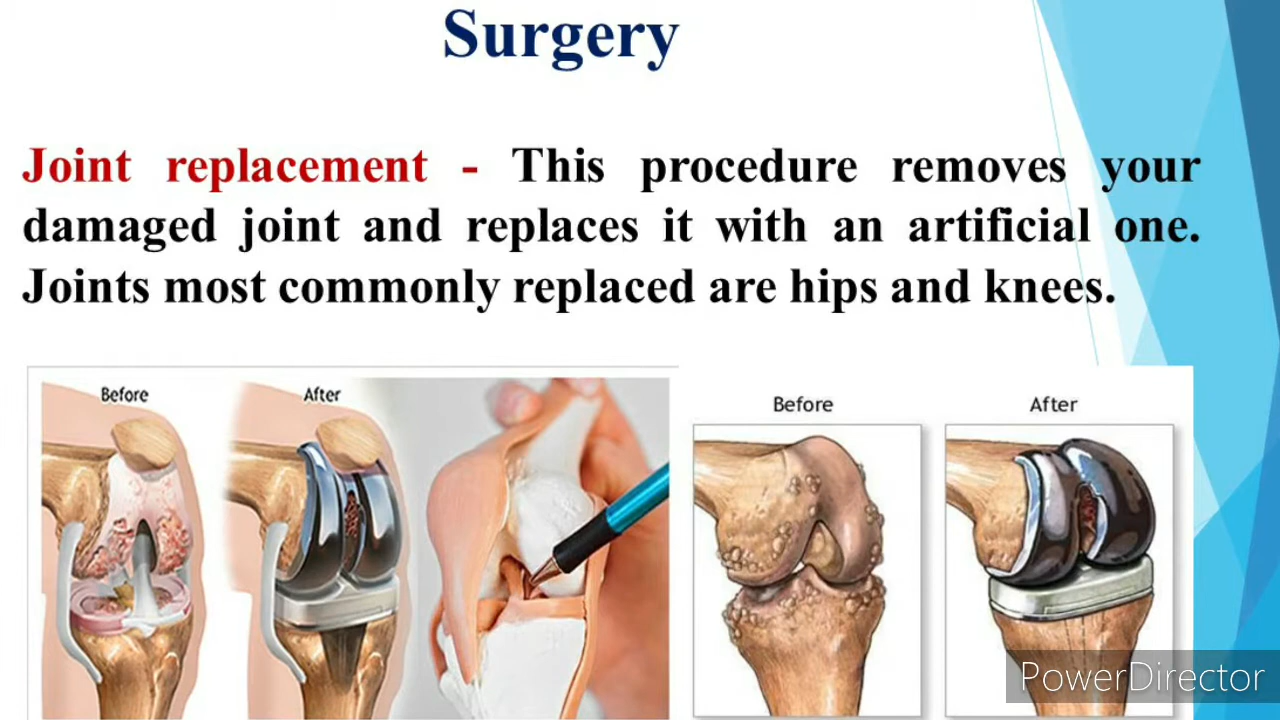 Surgery
Joint replacement - This procedure removes your
damaged joint and replaces it with an artificial one.
Joints most commonly replaced are hips and knees.
Before
After
Before
After
PowerDirector